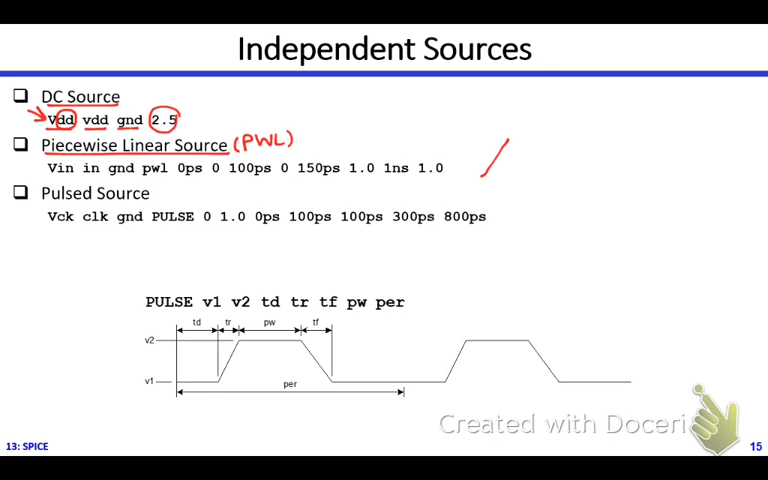 Independent Sources
DC Source
Vdd vdd gnd 2.5
Piecewise Linear Source (PWL)
Vin in gnd pwl 0ps 0 100ps 0 150ps 1.0 1ns 1.0
Pulsed Source
Vck clk gnd PULSE 0 1.0 0ps 100ps 100ps 300ps 800ps
PULSE v1 v2 td tr tf pw per
td tr pw tf
v2
v1
per
Created with Doceri
13: SPICE 15